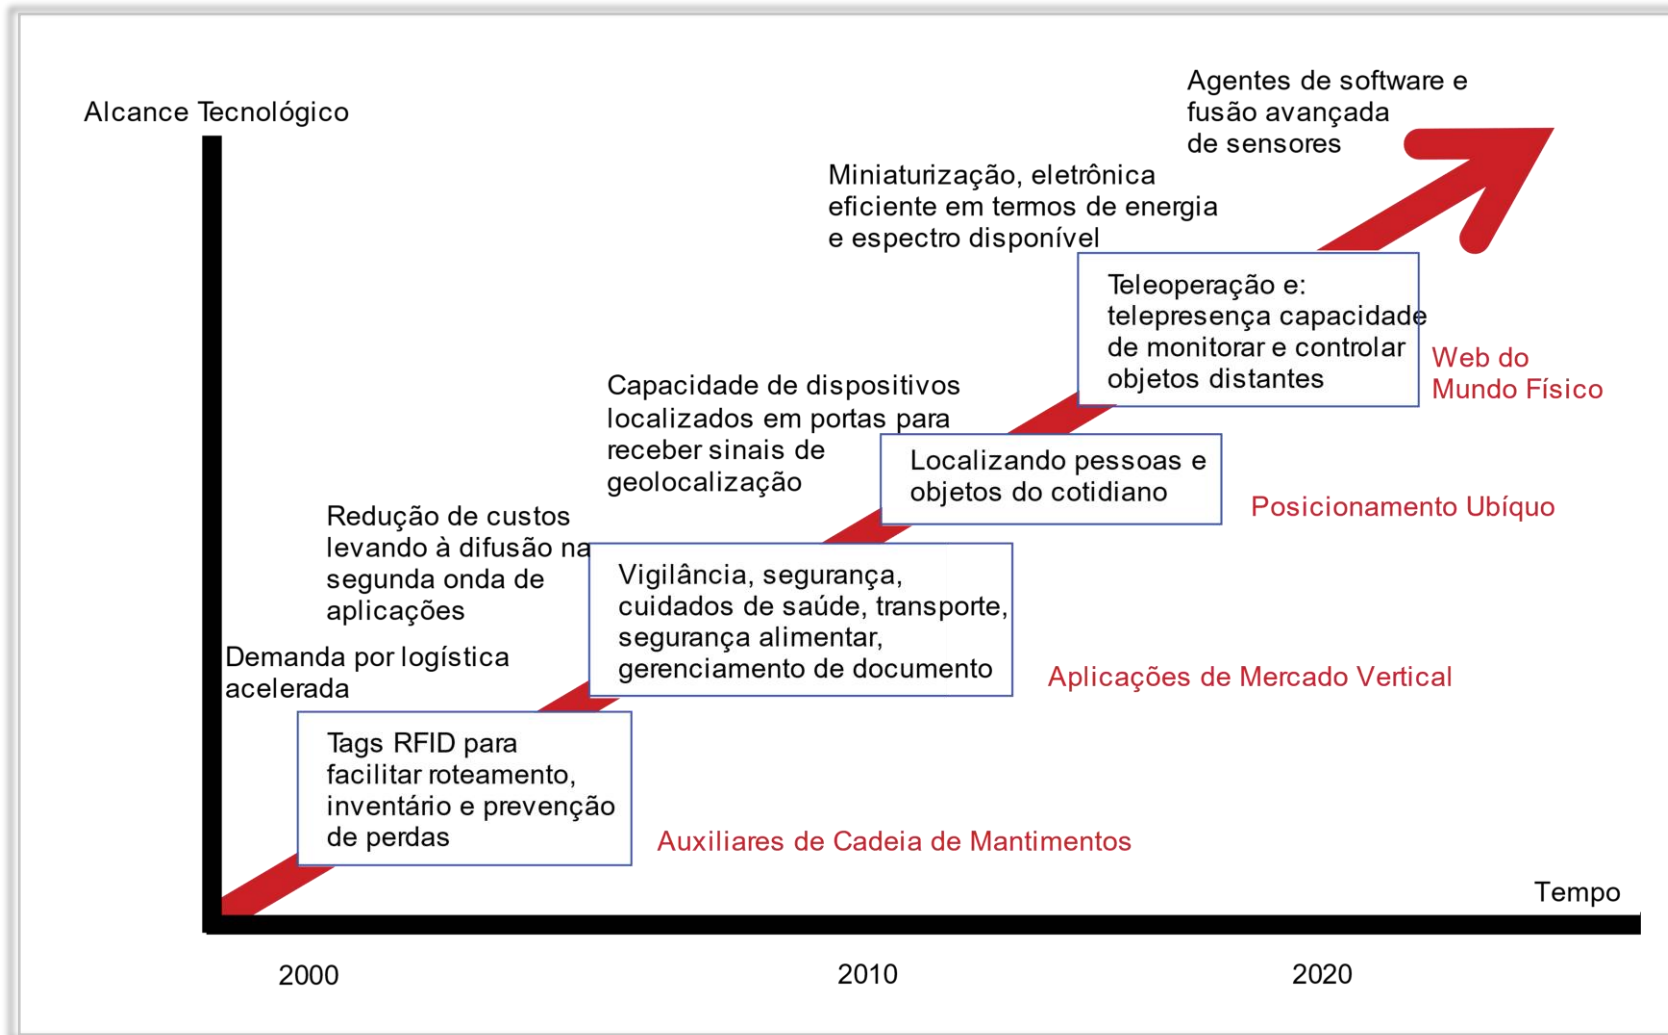 Alcance Tecnológico
Agentes de software e
fusão avançada
de sensores
Miniaturização, eletrônica
eficiente em termos de energia
e espectro disponível
Teleoperação e:
telepresença capacidade
de monitorar e controlar
objetos distantes
Web do
Mundo Físico
Capacidade de dispositivos
localizados em portas para
receber sinais de
geolocalização
Localizando pessoas e
objetos do cotidiano
Posicionamento Ubíquo
Redução de custos
levando à difusão na
segunda onda de
aplicações
Vigilância, segurança,
cuidados de saúde, transporte,
segurança alimentar,
gerenciamento de documento
Aplicações de Mercado Vertical
Demanda por logística
acelerada
Tags RFID para
facilitar roteamento,
inventário e prevenção
de perdas
Auxiliares de Cadeia de Mantimentos
Tempo
2000
2010
2020